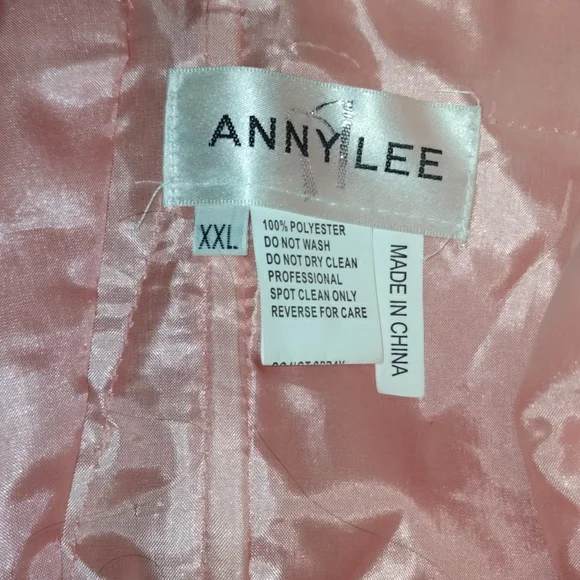 ANNY LEE
XXL
100% POLYESTER
DO NOT WASH
DO NOT DRY CLEAN
PROFESSIONAL
SPOT CLEAN ONLY
REVERSE FOR CARE
MADE IN CHINA